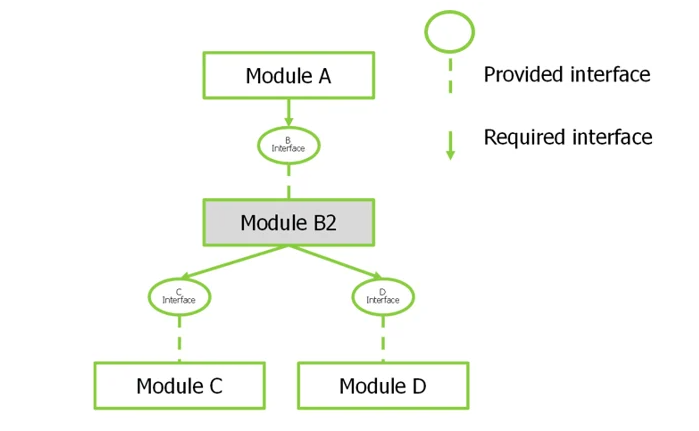 Module A
Provided interface
Required interface
B
Interface
Module B2
C
Interface
D
Interface
Module C
Module D